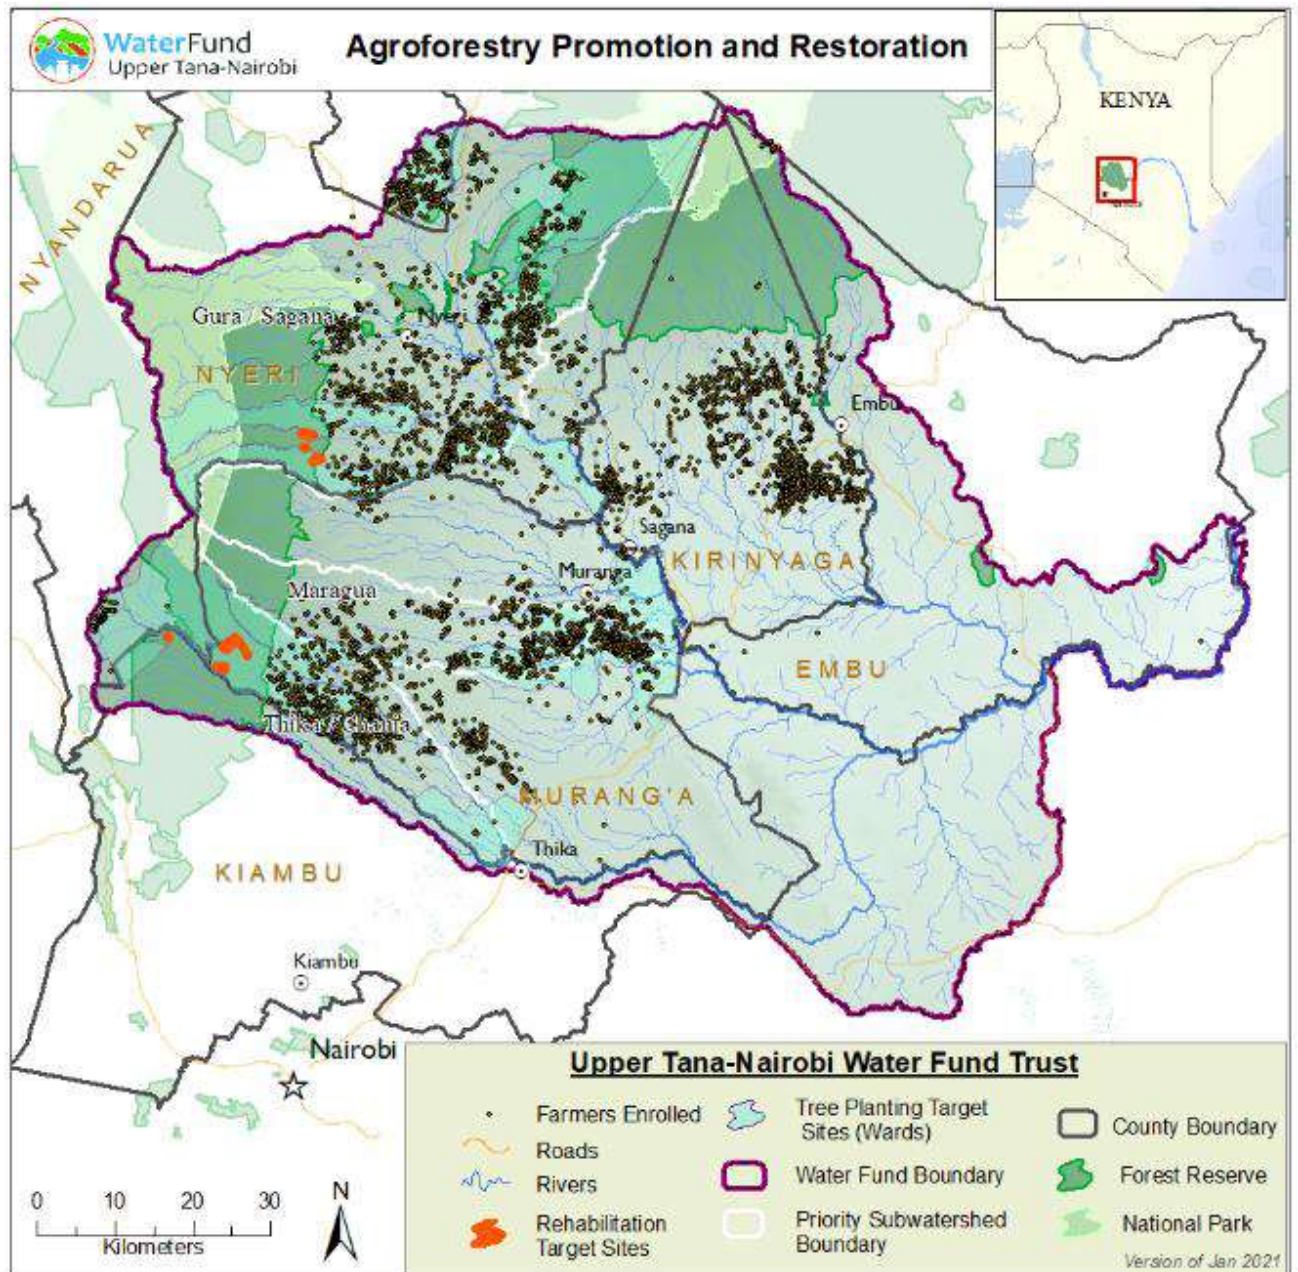 WaterFund
Upper Tana-Nairobi
Agroforestry Promotion and Restoration
KENYA
NYANDARUA
Gura / Sagana
Nyeri
NYERI
Embu
Sagana
KIRINYAGA
Muranga
Maragua
EMBU
Thika / Chania
MURANG'A
Thika
KIAMBU
Kiambu
Nairobi
Upper Tana-Nairobi Water Fund Trust
Farmers Enrolled
Roads
Rivers
Rehabilitation
Target Sites
Tree Planting Target
Sites (Wards)
Water Fund Boundary
Priority Subwatershed
Boundary
County Boundary
Forest Reserve
National Park
Version of Jan 2021
0 10 20 30
Kilometers
N